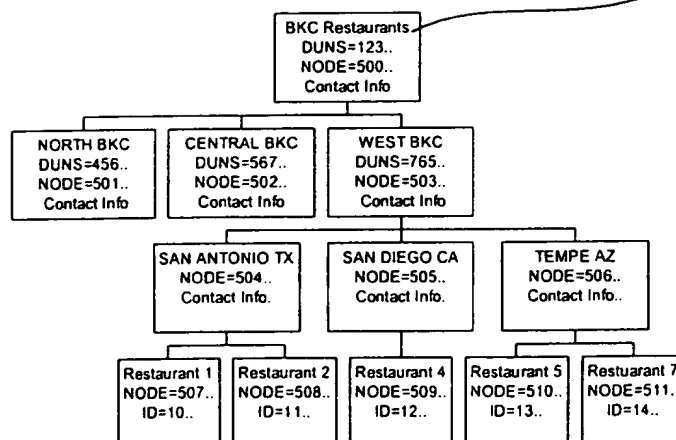 BKC Restaurants
DUNS=123..
NODE=500..
Contact Info
NORTH BKC
DUNS=456..
NODE=501..
Contact Info
CENTRAL BKC
DUNS=567..
NODE=502..
Contact Info
WEST BKC
DUNS=765..
NODE=503..
Contact Info
SAN ANTONIO TX
NODE=504..
Contact Info.
SAN DIEGO CA
NODE=505..
Contact Info.
TEMPE AZ
NODE=506..
Contact Info..
Restaurant 1
NODE=507..
ID=10..
Restaurant 2
NODE=508..
ID=11..
Restaurant 4
NODE=509..
ID=12..
Restaurant 5
NODE=510..
ID=13..
Restuarant 7
NODE=511.
ID=14..